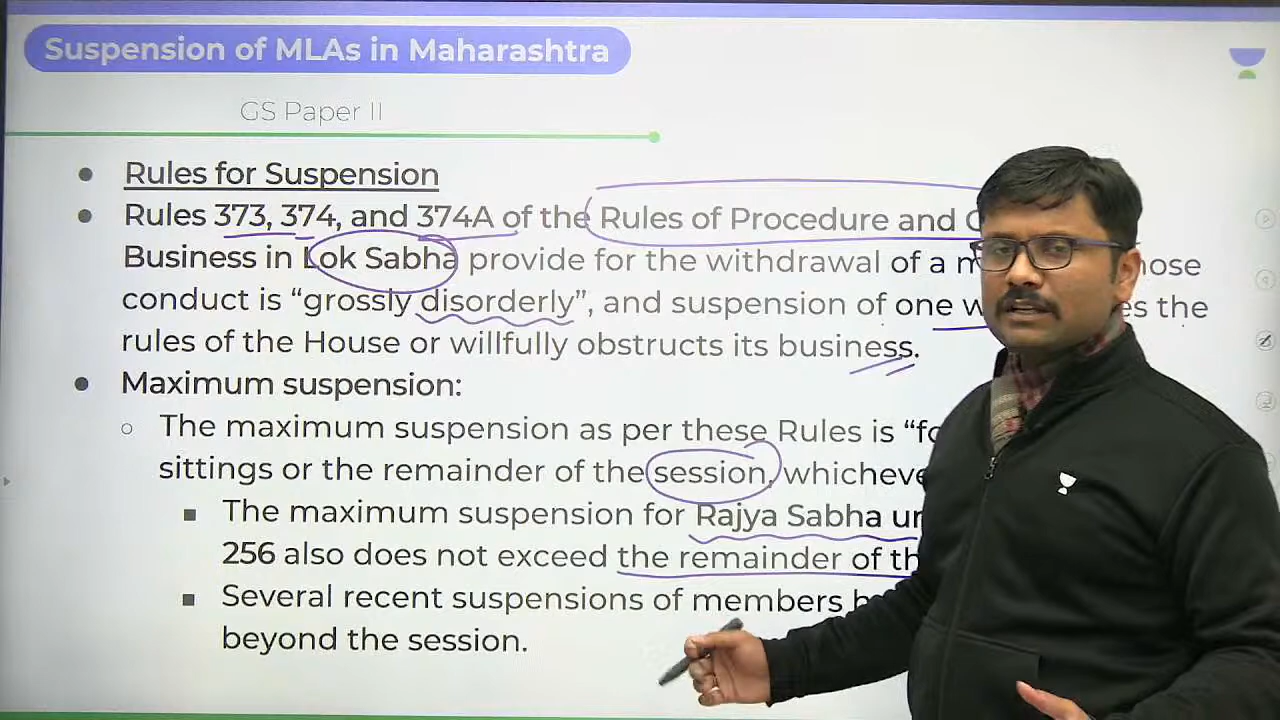 Suspension of MLAs in Maharashtra
GS Paper II
Rules for Suspension
Rules 373, 374, and 374A of the Rules of Procedure and
Business in Lok Sabha provide for the withdrawal of a
conduct is “grossly disorderly”, and suspension of one es the
rules of the House or willfully obstructs its business.
Maximum suspension:
The maximum suspension as per these Rules is
sittings or the remainder of the session, whicheve
The maximum suspension for Rajya Sabha
256 also does not exceed the remainder of
Several recent suspensions of members
beyond the session.